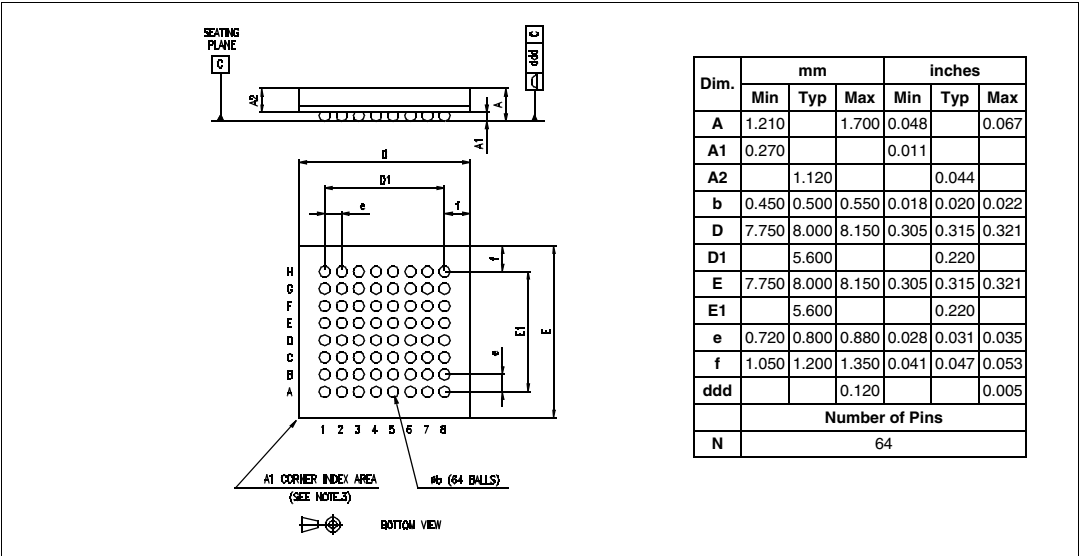 SEATING
PLANE
C
A2
A
A1
ddd C
D
D1
e f
f
H
G
F
E
D
C
B
A
e
E1
E
1 2 3 4 5 6 7 8
A1 CORNER INDEX AREA
(SEE NOTE.3)
øb (64 BALLS)
BOTTOM VIEW
Dim. mm inches
Min Typ Max Min Typ Max
A 1.210 1.700 0.048 0.067
A1 0.270 0.011
A2 1.120 0.044
b 0.450 0.500 0.550 0.018 0.020 0.022
D 7.750 8.000 8.150 0.305 0.315 0.321
D1 5.600 0.220
E 7.750 8.000 8.150 0.305 0.315 0.321
E1 5.600 0.220
e 0.720 0.800 0.880 0.028 0.031 0.035
f 1.050 1.200 1.350 0.041 0.047 0.053
ddd 0.120 0.005
Number of Pins
N 64